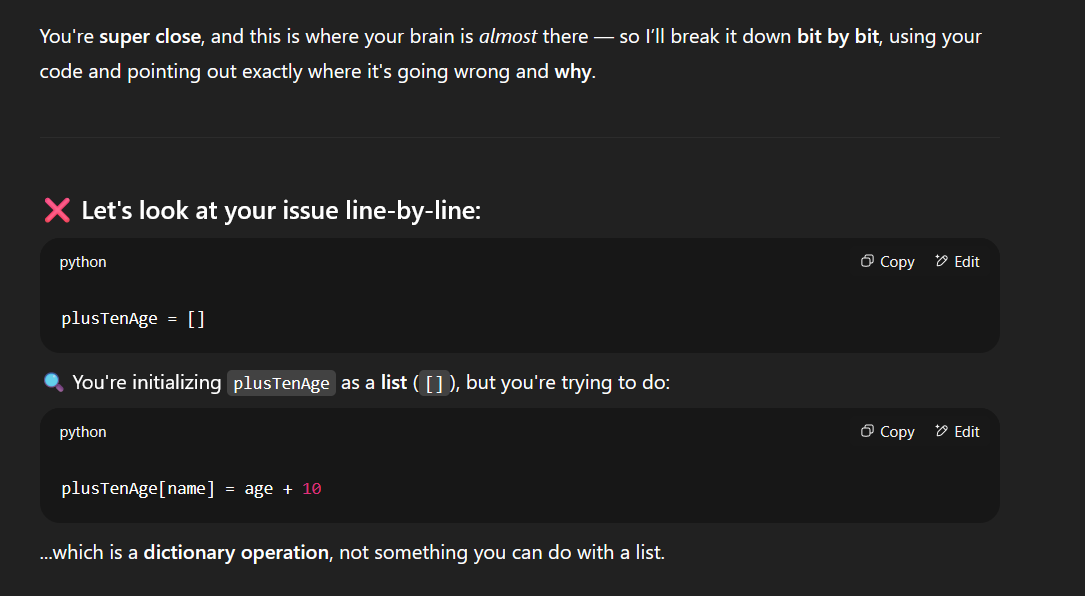 You're super close, and this is where your brain is almost there — so I'll break it down bit by bit, using your
code and pointing out exactly where it's going wrong and why.
❌ Let's look at your issue line-by-line:
python Copy Edit
plusTenAge = []
🔍 You're initializing plusTenAge as a list ([]), but you're trying to do:
python Copy Edit
plusTenAge[name] = age + 10
...which is a dictionary operation, not something you can do with a list.